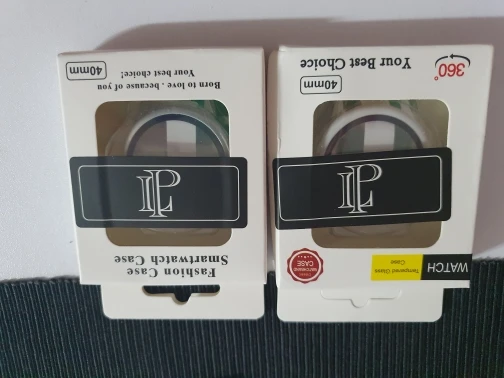 Fashion Case
Smartwatch Case
Born to love . because of you
Your best choice!
40mm
WATCH
Tempered Glass
Case
CASE
40mm
Your Best Choice
360°